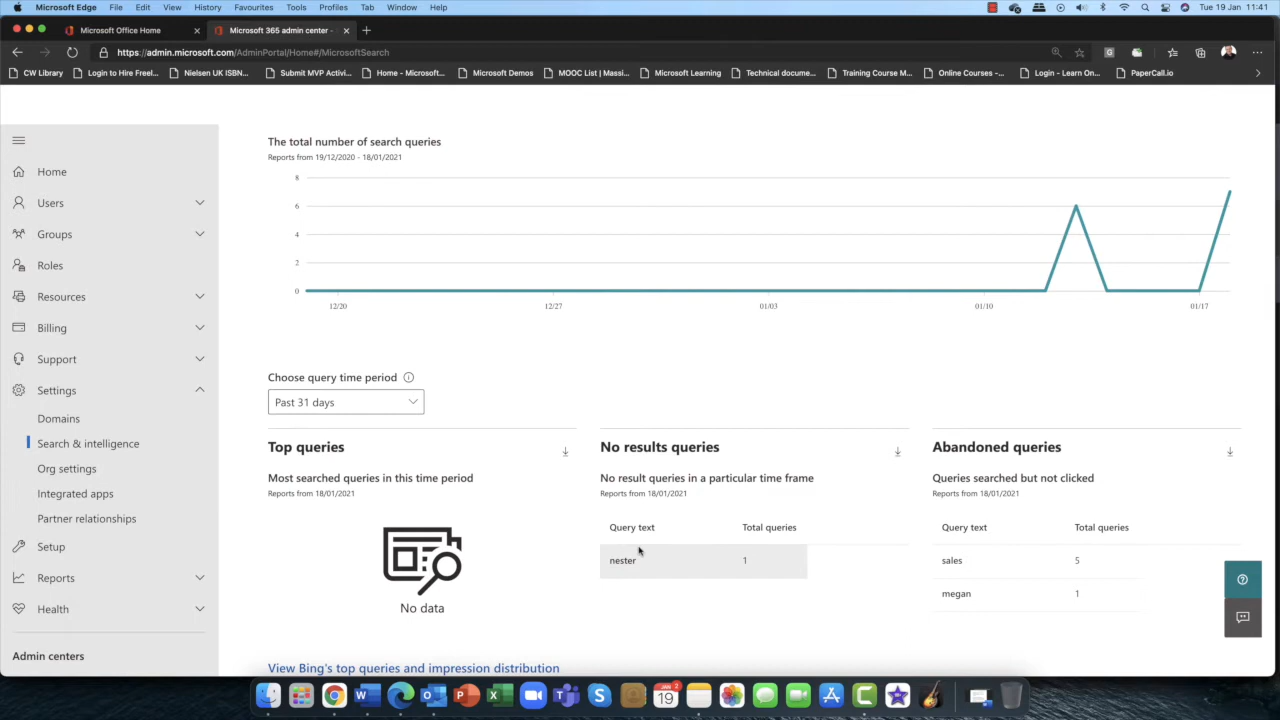 Microsoft Edge File Edit View History Favourites Tools Profiles Tab Window Help Tue 19 Jan 11:41
Microsoft Office Home
Microsoft 365 admin center -
https://admin.microsoft.com/AdminPortal/Home#/MicrosoftSearch
CW Library
Login to Hire Freel...
Nielsen UK ISBN...
Submit MVP Activi...
Home - Microsoft...
Microsoft Demos
MOOC List | Massi...
Microsoft Learning
Technical docume...
Training Course M...
Online Courses -...
Login - Learn On...
PaperCall.io
Home
Users
Groups
Roles
Resources
Billing
Support
Settings
Domains
Search & intelligence
Org settings
Integrated apps
Partner relationships
Setup
Reports
Health
Admin centers
The total number of search queries
Reports from 19/12/2020 - 18/01/2021
8
6
4
2
0
12/20 12/27 01/03 01/10 01/17
Choose query time period
Past 31 days
Top queries
Most searched queries in this time period
Reports from 18/01/2021
No data
No results queries
No result queries in a particular time frame
Reports from 18/01/2021
Query text Total queries
nester 1
Abandoned queries
Queries searched but not clicked
Reports from 18/01/2021
Query text Total queries
sales 5
megan 1
View Bing's top queries and impression distribution